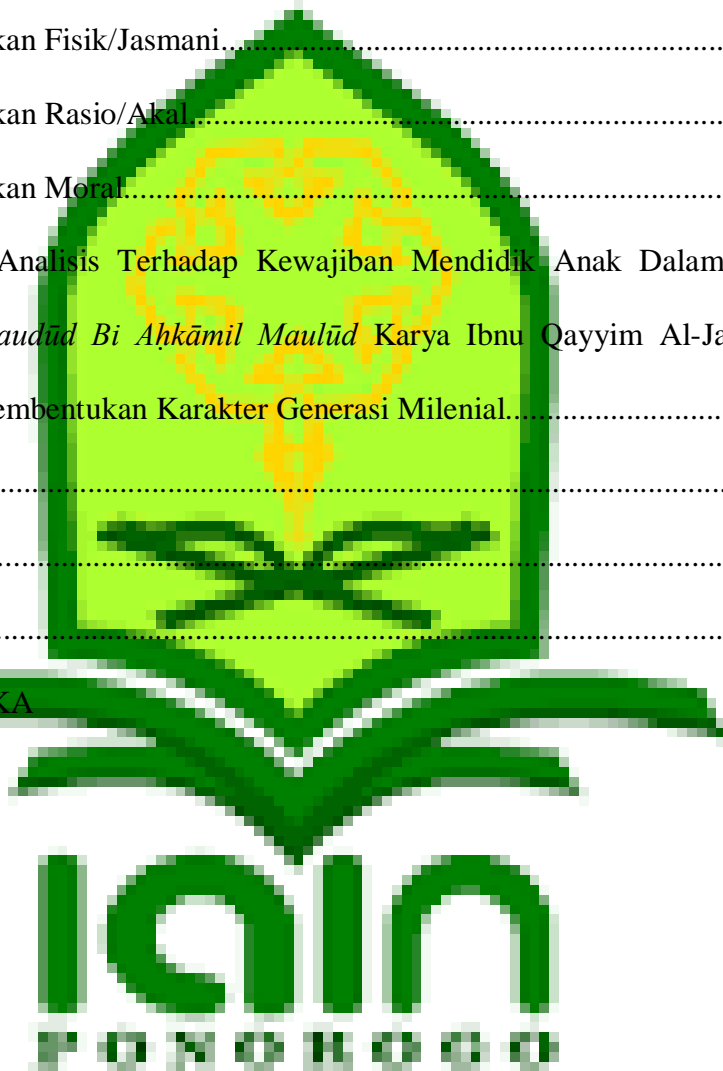 kan Fisik/Jasmani...............................................................
kan Rasio/Akal...................................................................
kan Moral............................................................................
Analisis Terhadap Kewajiban Mendidik Anak Dalam
audūd Bi Aḥkāmil Maulūd Karya Ibnu Qayyim Al-Ja
embentukan Karakter Generasi Milenial...........................
...........................................................................................
...........................................................................................
...........................................................................................
KA
IAIN
PONOROGO